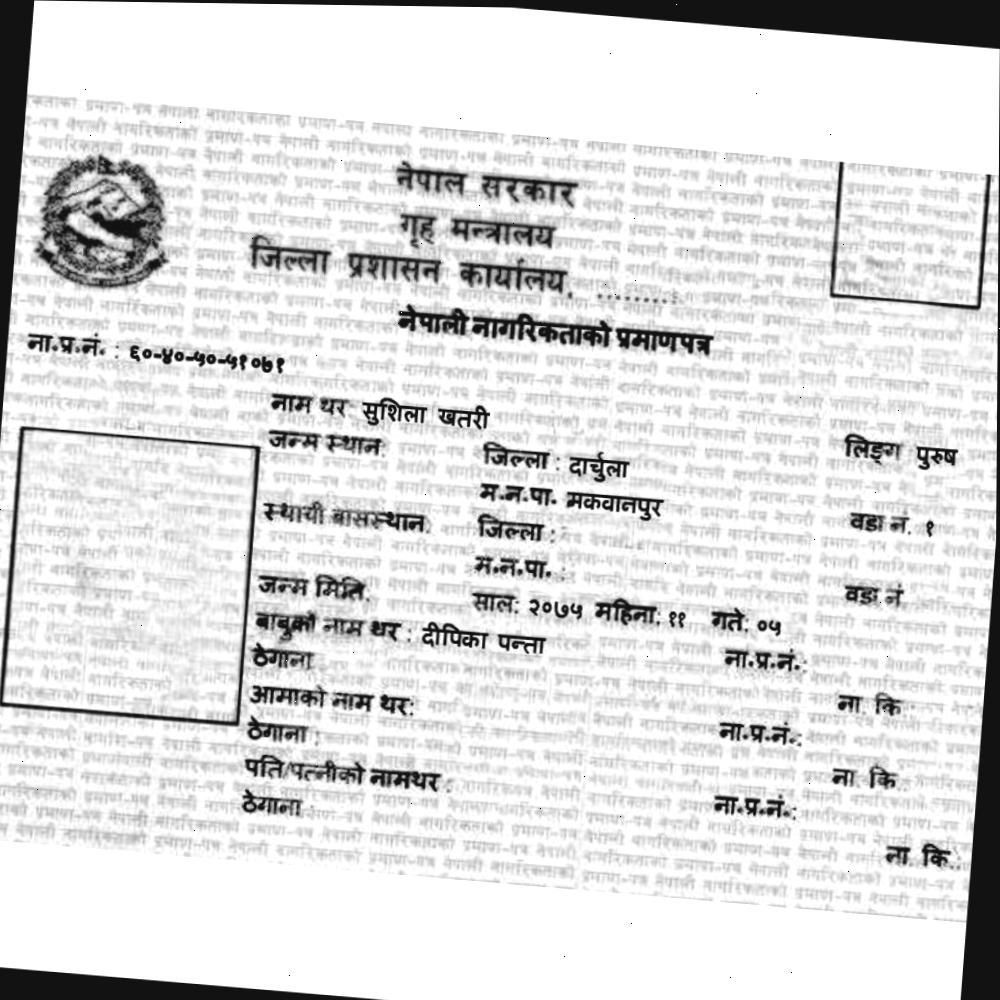 नेपाल सरकार
गृह मन्त्रालय
जिल्ला प्रशासन कार्यालय, .........
नेपाली नागरिकताको प्रमाणपत्र
ना.प्र.नं. : ६०-४०-५०-५१०७१
नाम थर: सुशिला खतरी लिङ्ग पुरुष
जन्म स्थान: जिल्ला : दार्चुला
म.न.पा. मकवानपुर वडा नं. १
स्थायी बासस्थान: जिल्ला :
म.न.पा. : वडा नं
जन्म मिति: साल: २०७५ महिना: ११ गते: ०५
बाबुको नाम थर : दीपिका पन्ता ना.प्र.नं.:
ठेगाना ना. कि.:
आमाको नाम थर: ना.प्र.नं.:
ठेगाना : ना. कि.
पति/पत्नीको नामथर : ना.प्र.नं.:
ठेगाना : ना. कि.: